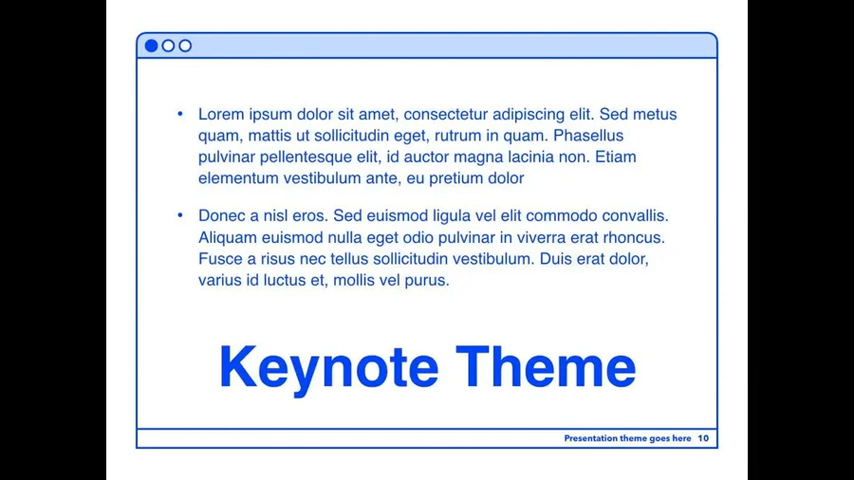 • Lorem ipsum dolor sit amet, consectetur adipiscing elit. Sed metus
quam, mattis ut sollicitudin eget, rutrum in quam. Phasellus
pulvinar pellentesque elit, id auctor magna lacinia non. Etiam
elementum vestibulum ante, eu pretium dolor
• Donec a nisl eros. Sed euismod ligula vel elit commodo convallis.
Aliquam euismod nulla eget odio pulvinar in viverra erat rhoncus.
Fusce a risus nec tellus sollicitudin vestibulum. Duis erat dolor,
varius id luctus et, mollis vel purus.
Keynote Theme
Presentation theme goes here 10